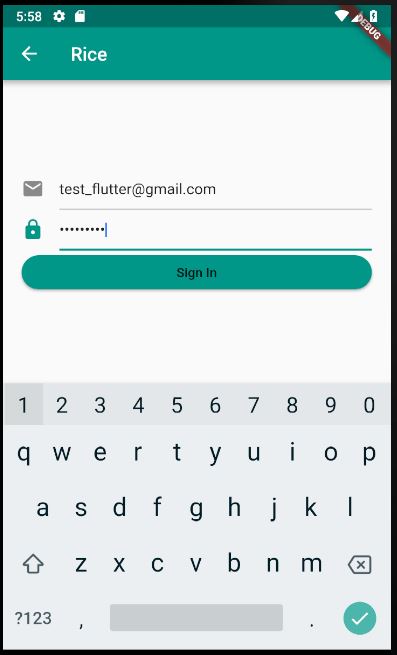 5:58
DEBUG
Rice
test_flutter@gmail.com
•••••••••
Sign In
1 2 3 4 5 6 7 8 9 0
q w e r t y u i o p
a s d f g h j k l
z x c v b n m
?123 , .